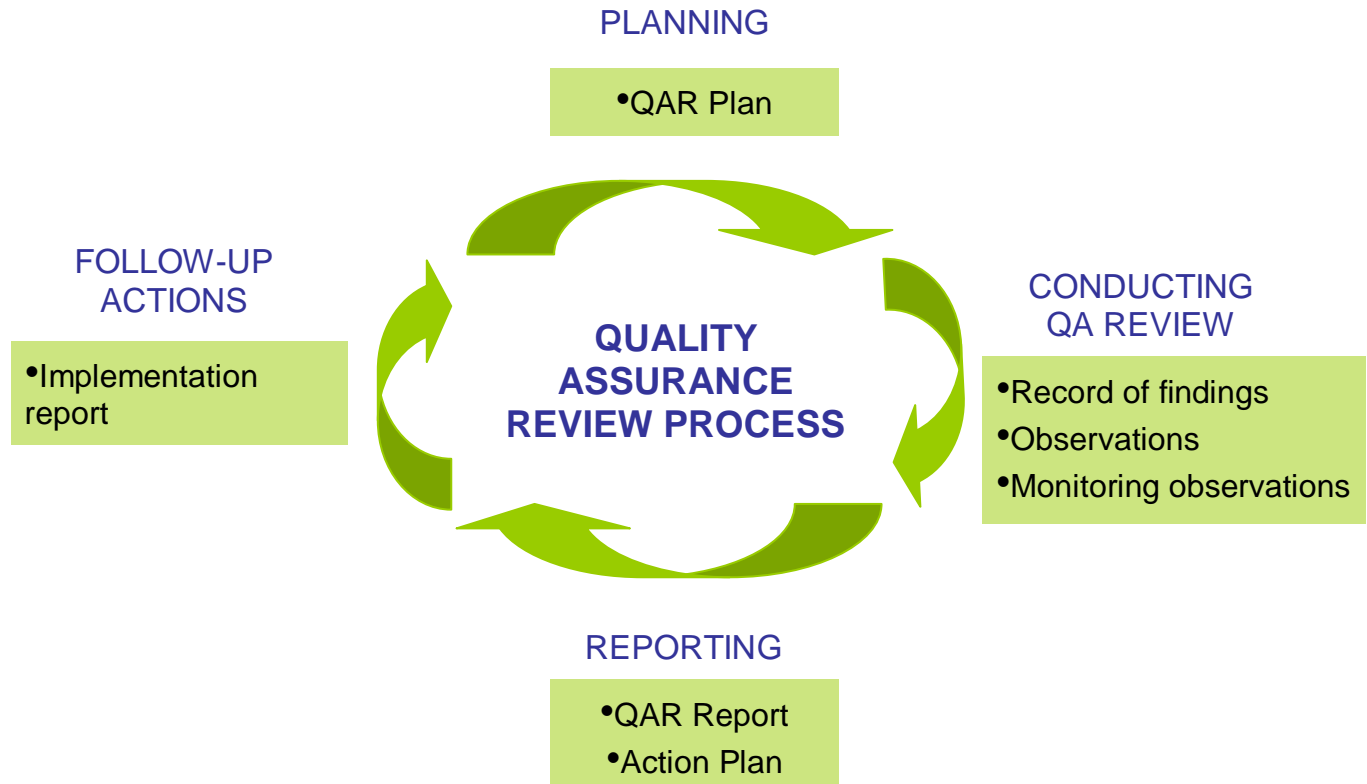 PLANNING
•QAR Plan
FOLLOW-UP
ACTIONS
•Implementation
report
QUALITY
ASSURANCE
REVIEW PROCESS
CONDUCTING
QA REVIEW
•Record of findings
•Observations
•Monitoring observations
REPORTING
•QAR Report
•Action Plan